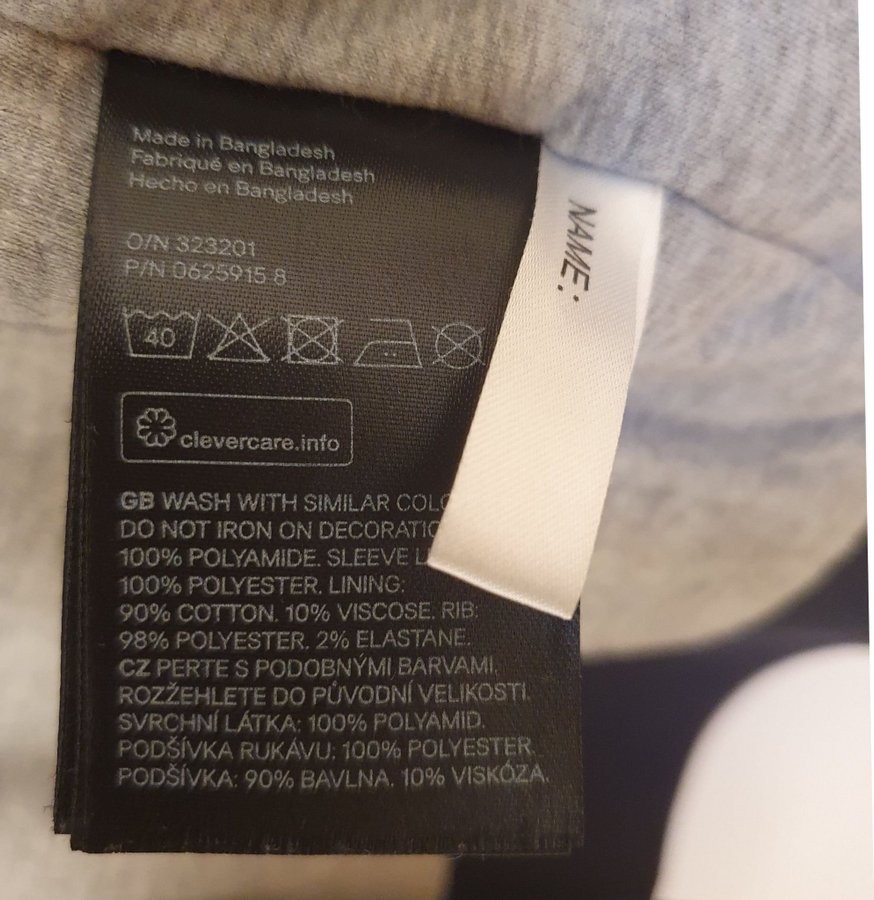 Made in Bangladesh
Fabriqué en Bangladesh
Hecho en Bangladesh
O/N 323201
P/N 0625915 8
40
clevercare.info
GB WASH WITH SIMILAR
DO NOT IRON ON
100% POLYAMIDE. SLEEVE
100% POLYESTER. LINING:
90% COTTON. 10% VISCOSE. RIB:
98% POLYESTER. 2% ELASTANE.
CZ PERTE S PODOBNÝMI BARVAMI.
ROZŽEHLETE DO PŮVODNÍ VELIKOSTI.
SVRCHNÍ LÁTKA: 100% POLYAMID.
PODŠÍVKA RUKÁVU: 100% POLYESTER.
PODŠÍVKA: 90% BAVLNA. 10% VISKÓZA.
NAME: